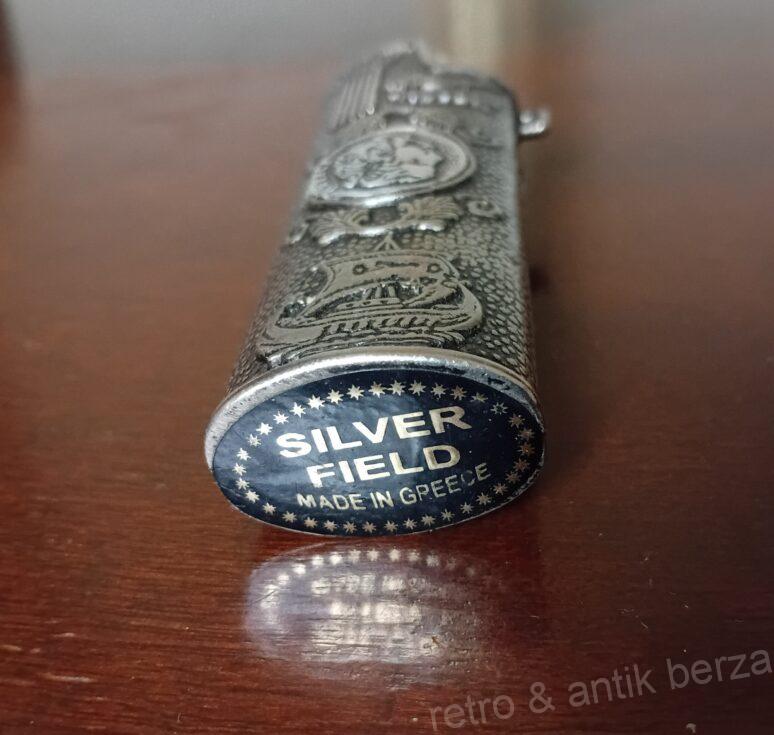 SILVER
FIELD
MADE IN GREECE
retro & antik berza